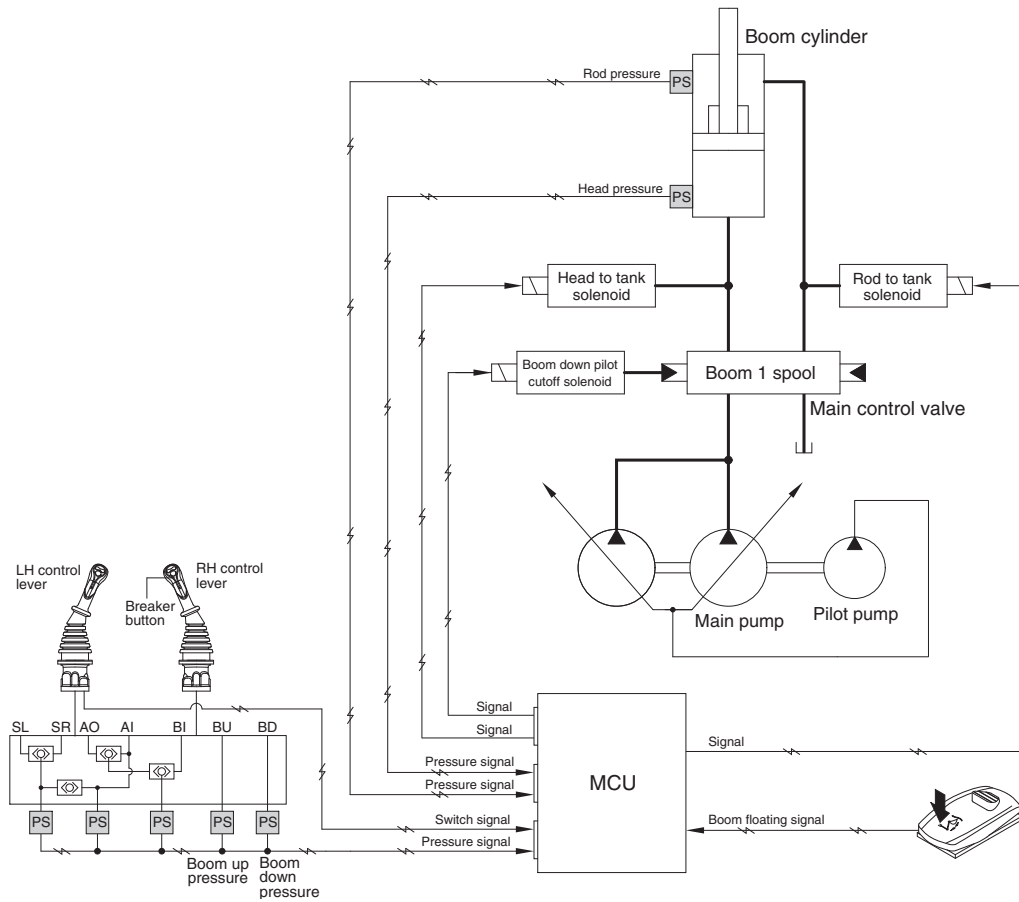 Boom cylinder
Rod pressure
PS
Head pressure
PS
Head to tank
solenoid
Rod to tank
solenoid
Boom down pilot
cutoff solenoid
Boom 1 spool
Main control valve
LH control
lever
RH control
lever
Breaker
button
Main pump
Pilot pump
SL SR AO AI BI BU BD
Signal
Signal
Signal
Pressure signal
Pressure signal
MCU
PS PS PS PS PS
Switch signal
Boom floating signal
Pressure signal
Boom up
pressure
Boom
down
pressure